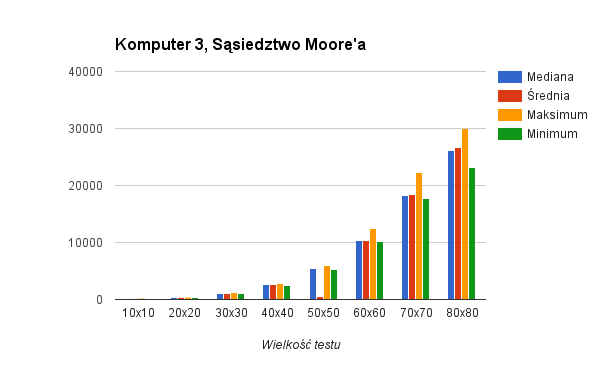 Komputer 3, Sąsiedztwo Moore'a
40000
30000
20000
10000
0
Mediana
Średnia
Maksimum
Minimum
10x10 20x20 30x30 40x40 50x50 60x60 70x70 80x80
Wielkość testu